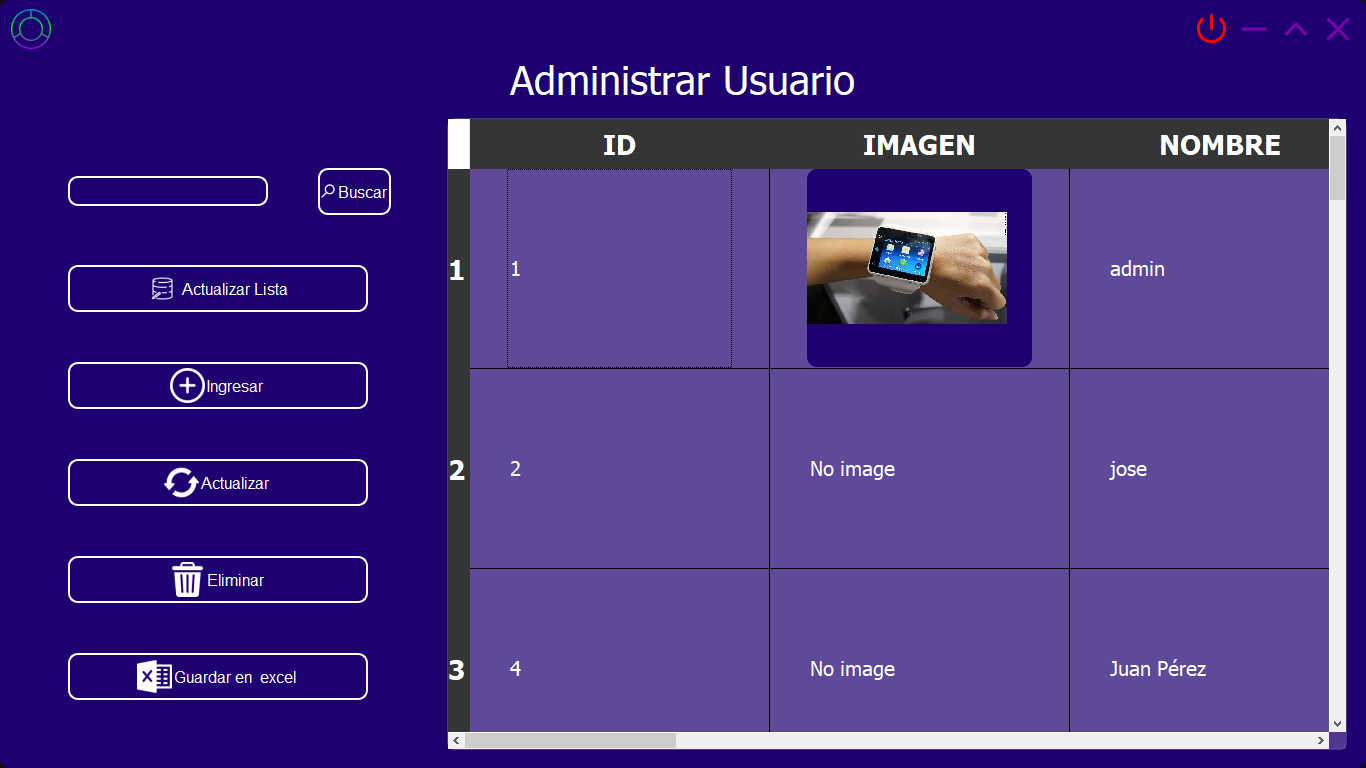 Administrar Usuario
ID IMAGEN NOMBRE
Buscar
Actualizar Lista
Ingresar
Actualizar
Eliminar
Guardar en excel
1 1 admin
2 2 No image jose
3 4 No image Juan Pérez